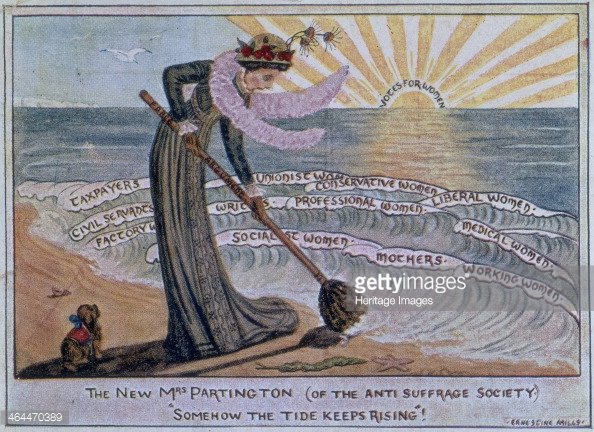 VOTES FOR WOMEN
UNIONIST
TAXPAYERS
CONSERVATIVE WOMEN
LIBERAL WOMEN.
WRIT
PROFESSIONAL WOMEN.
CIVIL SERVANTS
FACTORY
SOCIALIST WOMEN.
MEDICAL WOMEN
MOTHERS.
WORKING WOMEN
gettyimages
Credit: Heritage Images
THE NEW MRS PARTINGTON (OF THE ANTI SUFFRAGE SOCIETY)
"SOMEHOW THE TIDE KEEPS RISING"!
ERNESTINE MILLS.
464470389